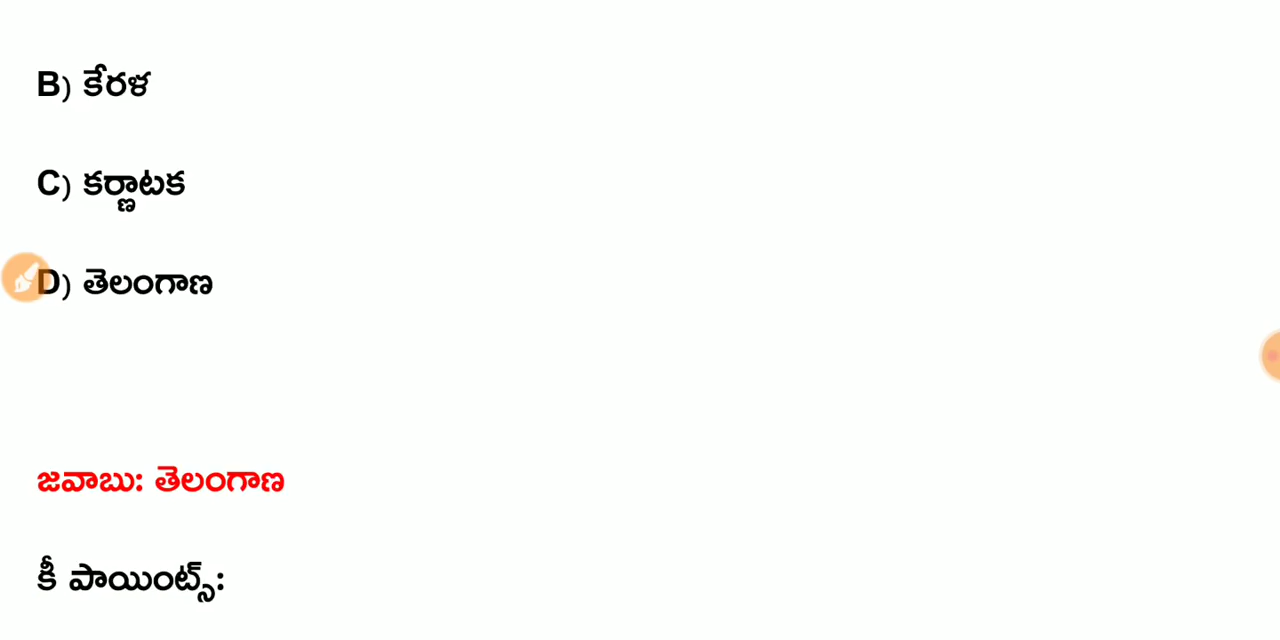 B) కేరళ
C) కర్ణాటక
D) తెలంగాణ
జవాబు: తెలంగాణ
కీ పాయింట్స్: